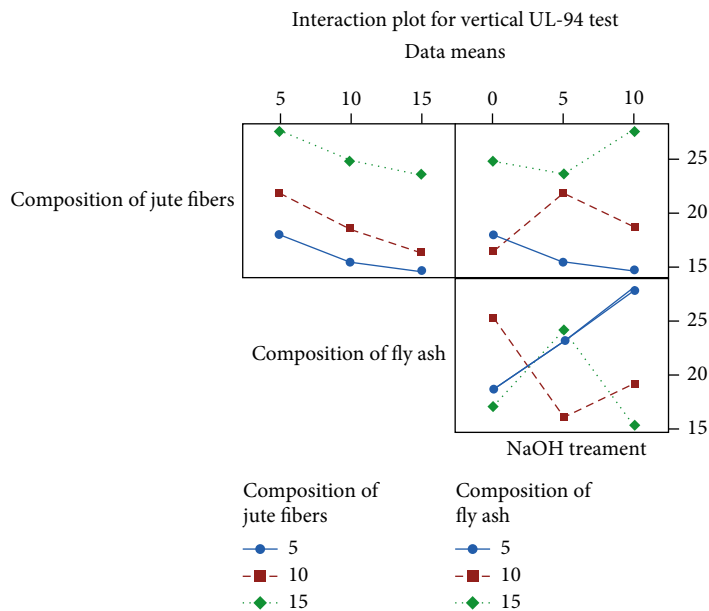 Interaction plot for vertical UL-94 test
Data means
5 10 15 0 5 10
Composition of jute fibers
25
20
15
Composition of fly ash
25
20
15
NaOH treament
Composition of
jute fibers
5
10
15
Composition of
fly ash
5
10
15